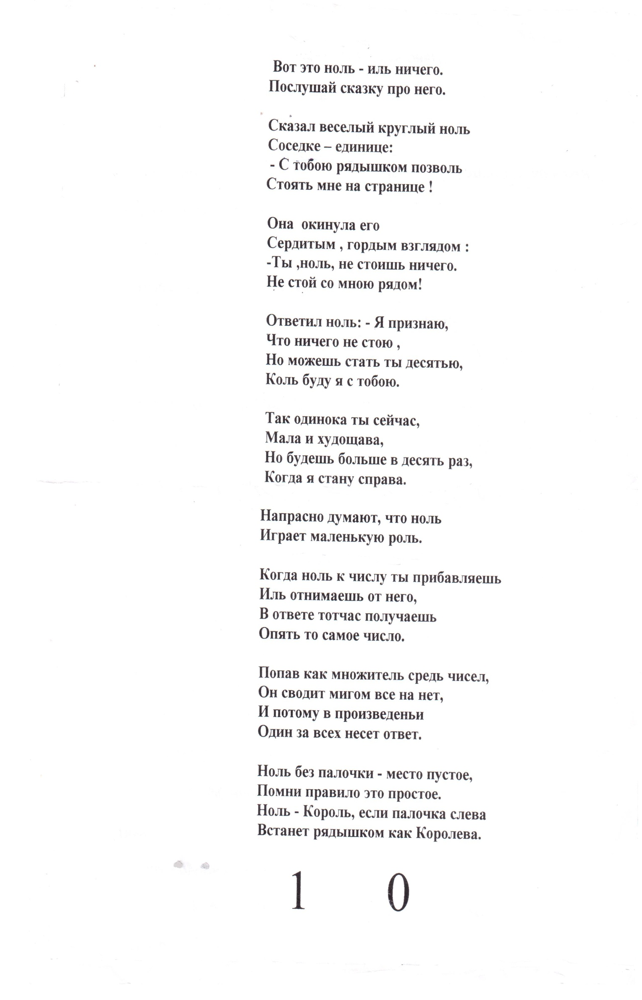 Вот это ноль - иль ничего.
Послушай сказку про него.
Сказал веселый круглый ноль
Соседке – единице:
- С тобою рядышком позволь
Стоять мне на странице !
Она окинула его
Сердитым , гордым взглядом :
-Ты ,ноль, не стоишь ничего.
Не стой со мною рядом!
Ответил ноль: - Я признаю,
Что ничего не стою ,
Но можешь стать ты десятью,
Коль буду я с тобою.
Так одинока ты сейчас,
Мала и худощава,
Но будешь больше в десять раз,
Когда я стану справа.
Напрасно думают, что ноль
Играет маленькую роль.
Когда ноль к числу ты прибавляешь
Иль отнимаешь от него,
В ответе тотчас получаешь
Опять то самое число.
Попав как множитель средь чисел,
Он сводит мигом все на нет,
И потому в произведеньи
Один за всех несет ответ.
Ноль без палочки - место пустое,
Помни правило это простое.
Ноль - Король, если палочка слева
Встанет рядышком как Королева.
1 0